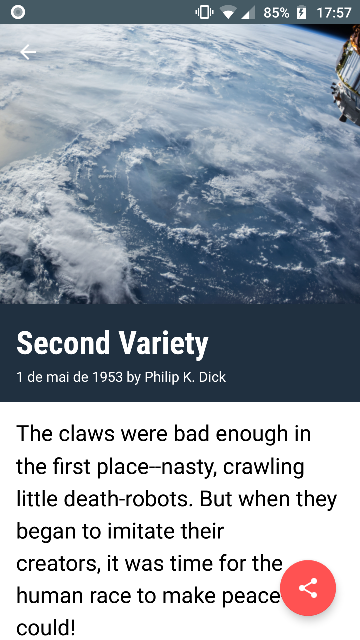 85% 17:57
Second Variety
1 de mai de 1953 by Philip K. Dick
The claws were bad enough in
the first place--nasty, crawling
little death-robots. But when they
began to imitate their
creators, it was time for the
human race to make peace
could!